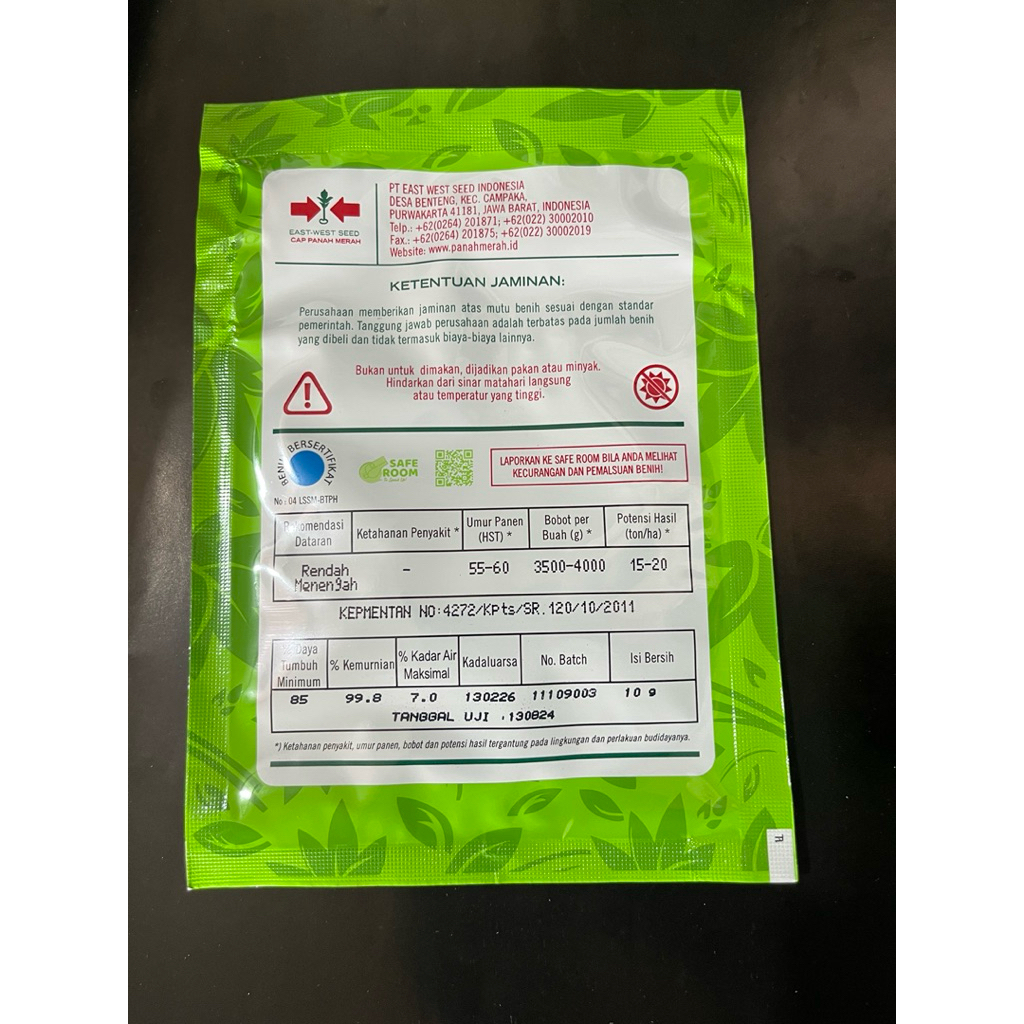 EAST-WEST SEED
CAP PANAH MERAH
PT EAST WEST SEED INDONESIA
DESA BENTENG, KEC. CAMPAKA,
PURWAKARTA 41181, JAWA BARAT, INDONESIA
Telp.: +62(0264) 201871; +62(022) 30002010
Fax.: +62(0264) 201875; +62(022) 30002019
Website: www.panahmerah.id
KETENTUAN JAMINAN:
Perusahaan memberikan jaminan atas mutu benih sesuai dengan standar
pemerintah. Tanggung jawab perusahaan adalah terbatas pada jumlah benih
yang dibeli dan tidak termasuk biaya-biaya lainnya.
Bukan untuk dimakan, dijadikan pakan atau minyak.
Hindarkan dari sinar matahari langsung
atau temperatur yang tinggi.
BENIH BERSERTIFIKAT
No : 04 LSSM-BTPH
SAFE
ROOM
LAPORKAN KE SAFE ROOM BILA ANDA MELIHAT
KECURANGAN DAN PEMALSUAN BENIH!
Rekomendasi Dataran
Ketahanan Penyakit *
Umur Panen (HST) *
Bobot per Buah (g) *
Potensi Hasil (ton/ha) *
Rendah Menengah
-
55-60
3500-4000
15-20
KEPMENTAN NO:4272/KPts/SR.120/10/2011
% Daya Tumbuh Minimum
% Kemurnian
% Kadar Air Maksimal
Kadaluarsa
No. Batch
Isi Bersih
85
99.8
7.0
130226
11109003
10 g
TANGGAL UJI :130824
*) Ketahanan penyakit, umur panen, bobot dan potensi hasil tergantung pada lingkungan dan perlakuan budidayanya.